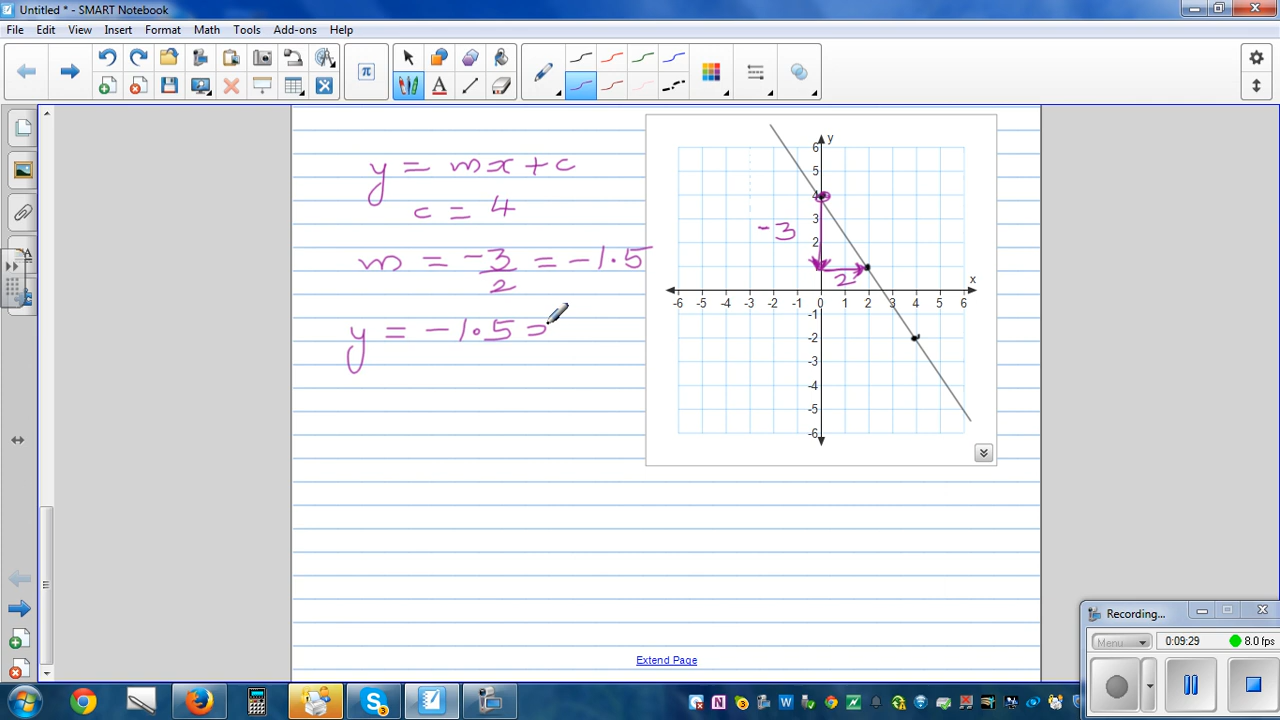 Untitled * - SMART Notebook
File Edit View Insert Format Math Tools Add-ons Help
π
A
y = mx + c
c = 4
m = -3/2 = -1.5
y = -1.5
y
6
5
4
3
2
-3
2
x
-6 -5 -4 -3 -2 -1 0 1 2 3 4 5 6
-1
-2
-3
-4
-5
-6
Extend Page
Recording...
Menu 0:09:29 8.0 fps